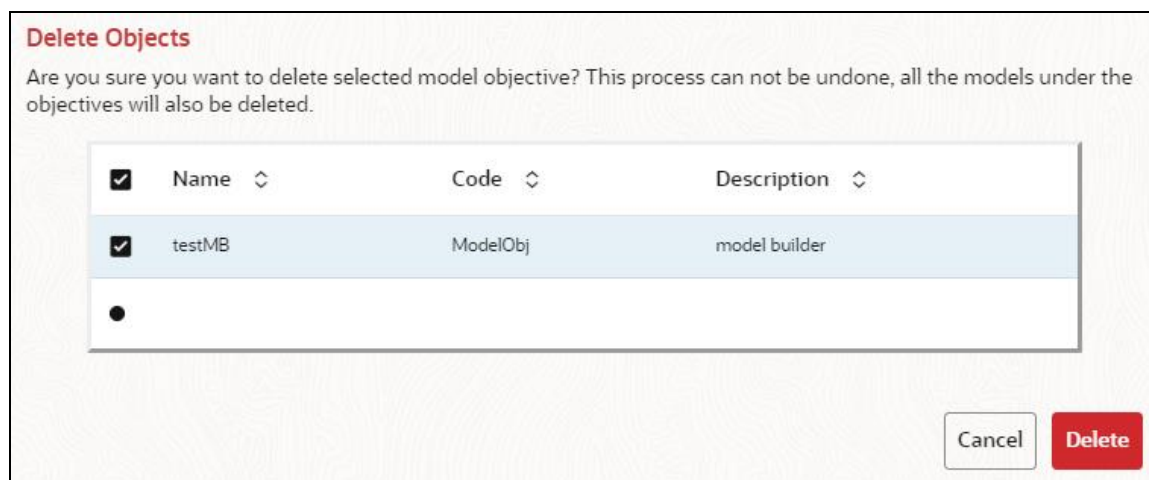 Delete Objects
Are you sure you want to delete selected model objective? This process can not be undone, all the models under the
objectives will also be deleted.
Name Code Description
testMB ModelObj model builder
Cancel Delete